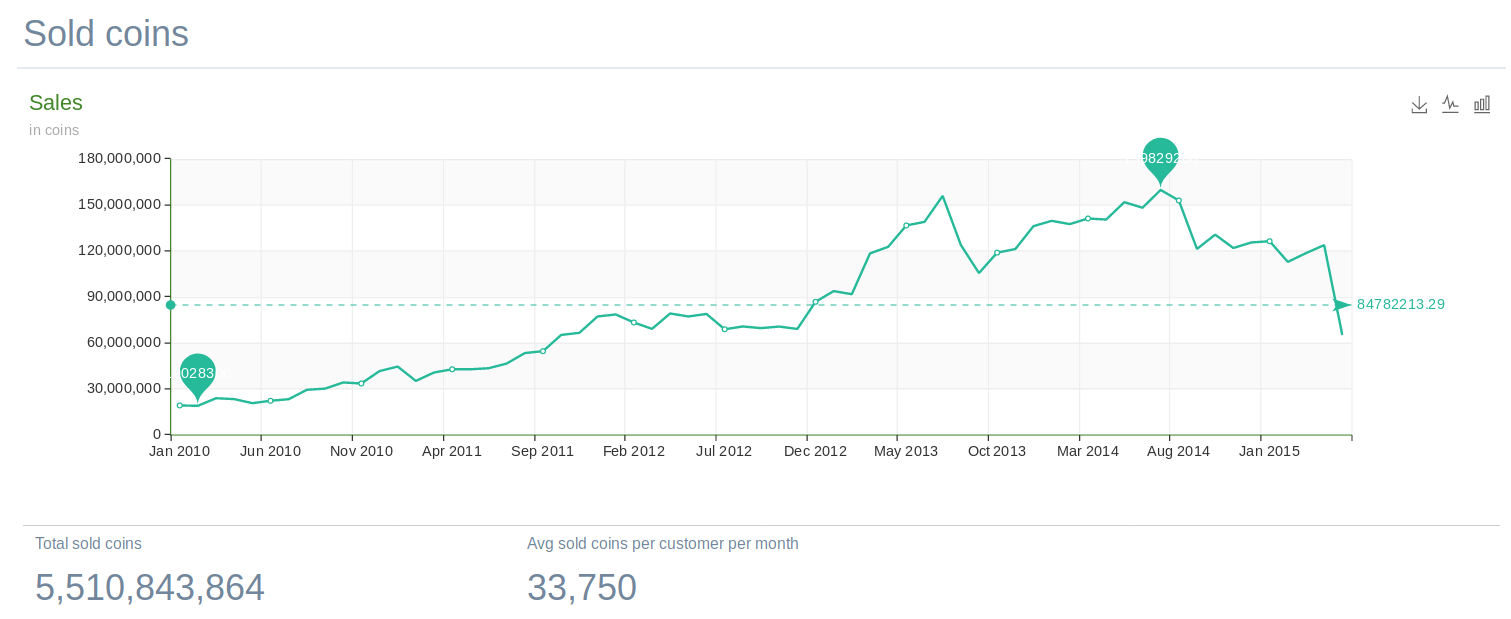 Sold coins
Sales
in coins
180,000,000
150,000,000
120,000,000
90,000,000
60,000,000
30,000,000
0
84782213.29
Jan 2010 Jun 2010 Nov 2010 Apr 2011 Sep 2011 Feb 2012 Jul 2012 Dec 2012 May 2013 Oct 2013 Mar 2014 Aug 2014 Jan 2015
Total sold coins Avg sold coins per customer per month
5,510,843,864 33,750